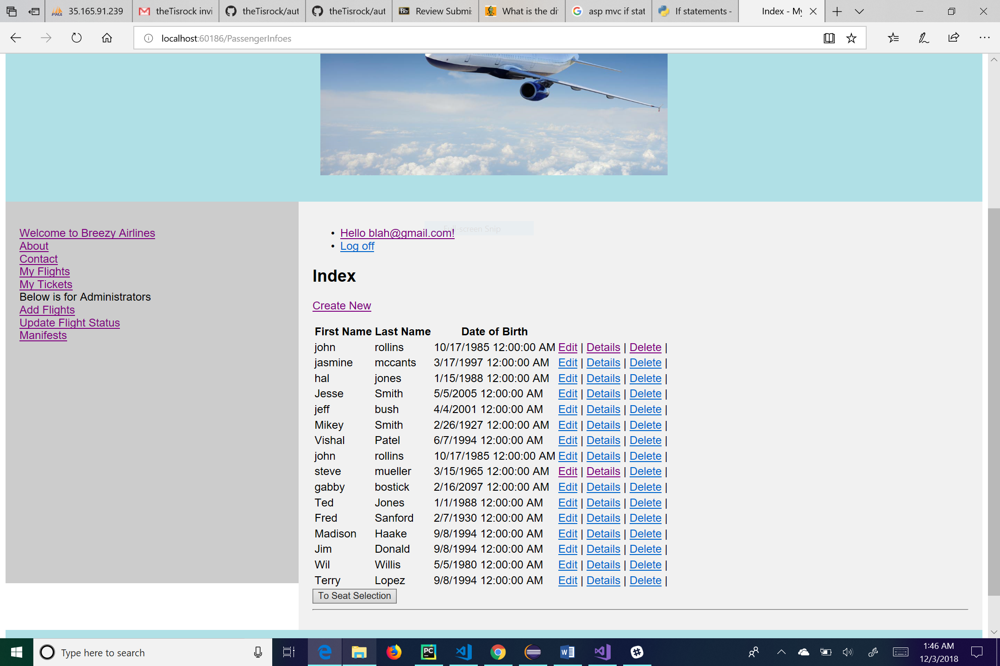 PMA 35.165.91.239 theTisrock invi theTisrock/aut theTisrock/aut Bb Review Submi What is the di asp mvc if stat If statements - Index - My
localhost:60186/PassengerInfoes
Welcome to Breezy Airlines
About
Contact
My Flights
My Tickets
Below is for Administrators
Add Flights
Update Flight Status
Manifests
Full-screen Snip
• Hello blah@gmail.com!
• Log off
Index
Create New
First Name Last Name Date of Birth
john rollins 10/17/1985 12:00:00 AM Edit | Details | Delete |
jasmine mccants 3/17/1997 12:00:00 AM Edit | Details | Delete |
hal jones 1/15/1988 12:00:00 AM Edit | Details | Delete |
Jesse Smith 5/5/2005 12:00:00 AM Edit | Details | Delete |
jeff bush 4/4/2001 12:00:00 AM Edit | Details | Delete |
Mikey Smith 2/26/1927 12:00:00 AM Edit | Details | Delete |
Vishal Patel 6/7/1994 12:00:00 AM Edit | Details | Delete |
john rollins 10/17/1985 12:00:00 AM Edit | Details | Delete |
steve mueller 3/15/1965 12:00:00 AM Edit | Details | Delete |
gabby bostick 2/16/2097 12:00:00 AM Edit | Details | Delete |
Ted Jones 1/1/1988 12:00:00 AM Edit | Details | Delete |
Fred Sanford 2/7/1930 12:00:00 AM Edit | Details | Delete |
Madison Haake 9/8/1994 12:00:00 AM Edit | Details | Delete |
Jim Donald 9/8/1994 12:00:00 AM Edit | Details | Delete |
Wil Willis 5/5/1980 12:00:00 AM Edit | Details | Delete |
Terry Lopez 9/8/1994 12:00:00 AM Edit | Details | Delete |
To Seat Selection
Type here to search
PC
W
1:46 AM
12/3/2018